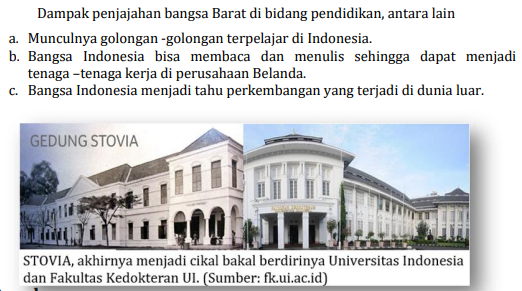 Dampak penjajahan bangsa Barat di bidang pendidikan, antara lain
a. Munculnya golongan -golongan terpelajar di Indonesia.
b. Bangsa Indonesia bisa membaca dan menulis sehingga dapat menjadi
tenaga –tenaga kerja di perusahaan Belanda.
c. Bangsa Indonesia menjadi tahu perkembangan yang terjadi di dunia luar.
GEDUNG STOVIA
STOVIA, akhirnya menjadi cikal bakal berdirinya Universitas Indonesia
dan Fakultas Kedokteran UI. (Sumber: fk.ui.ac.id)